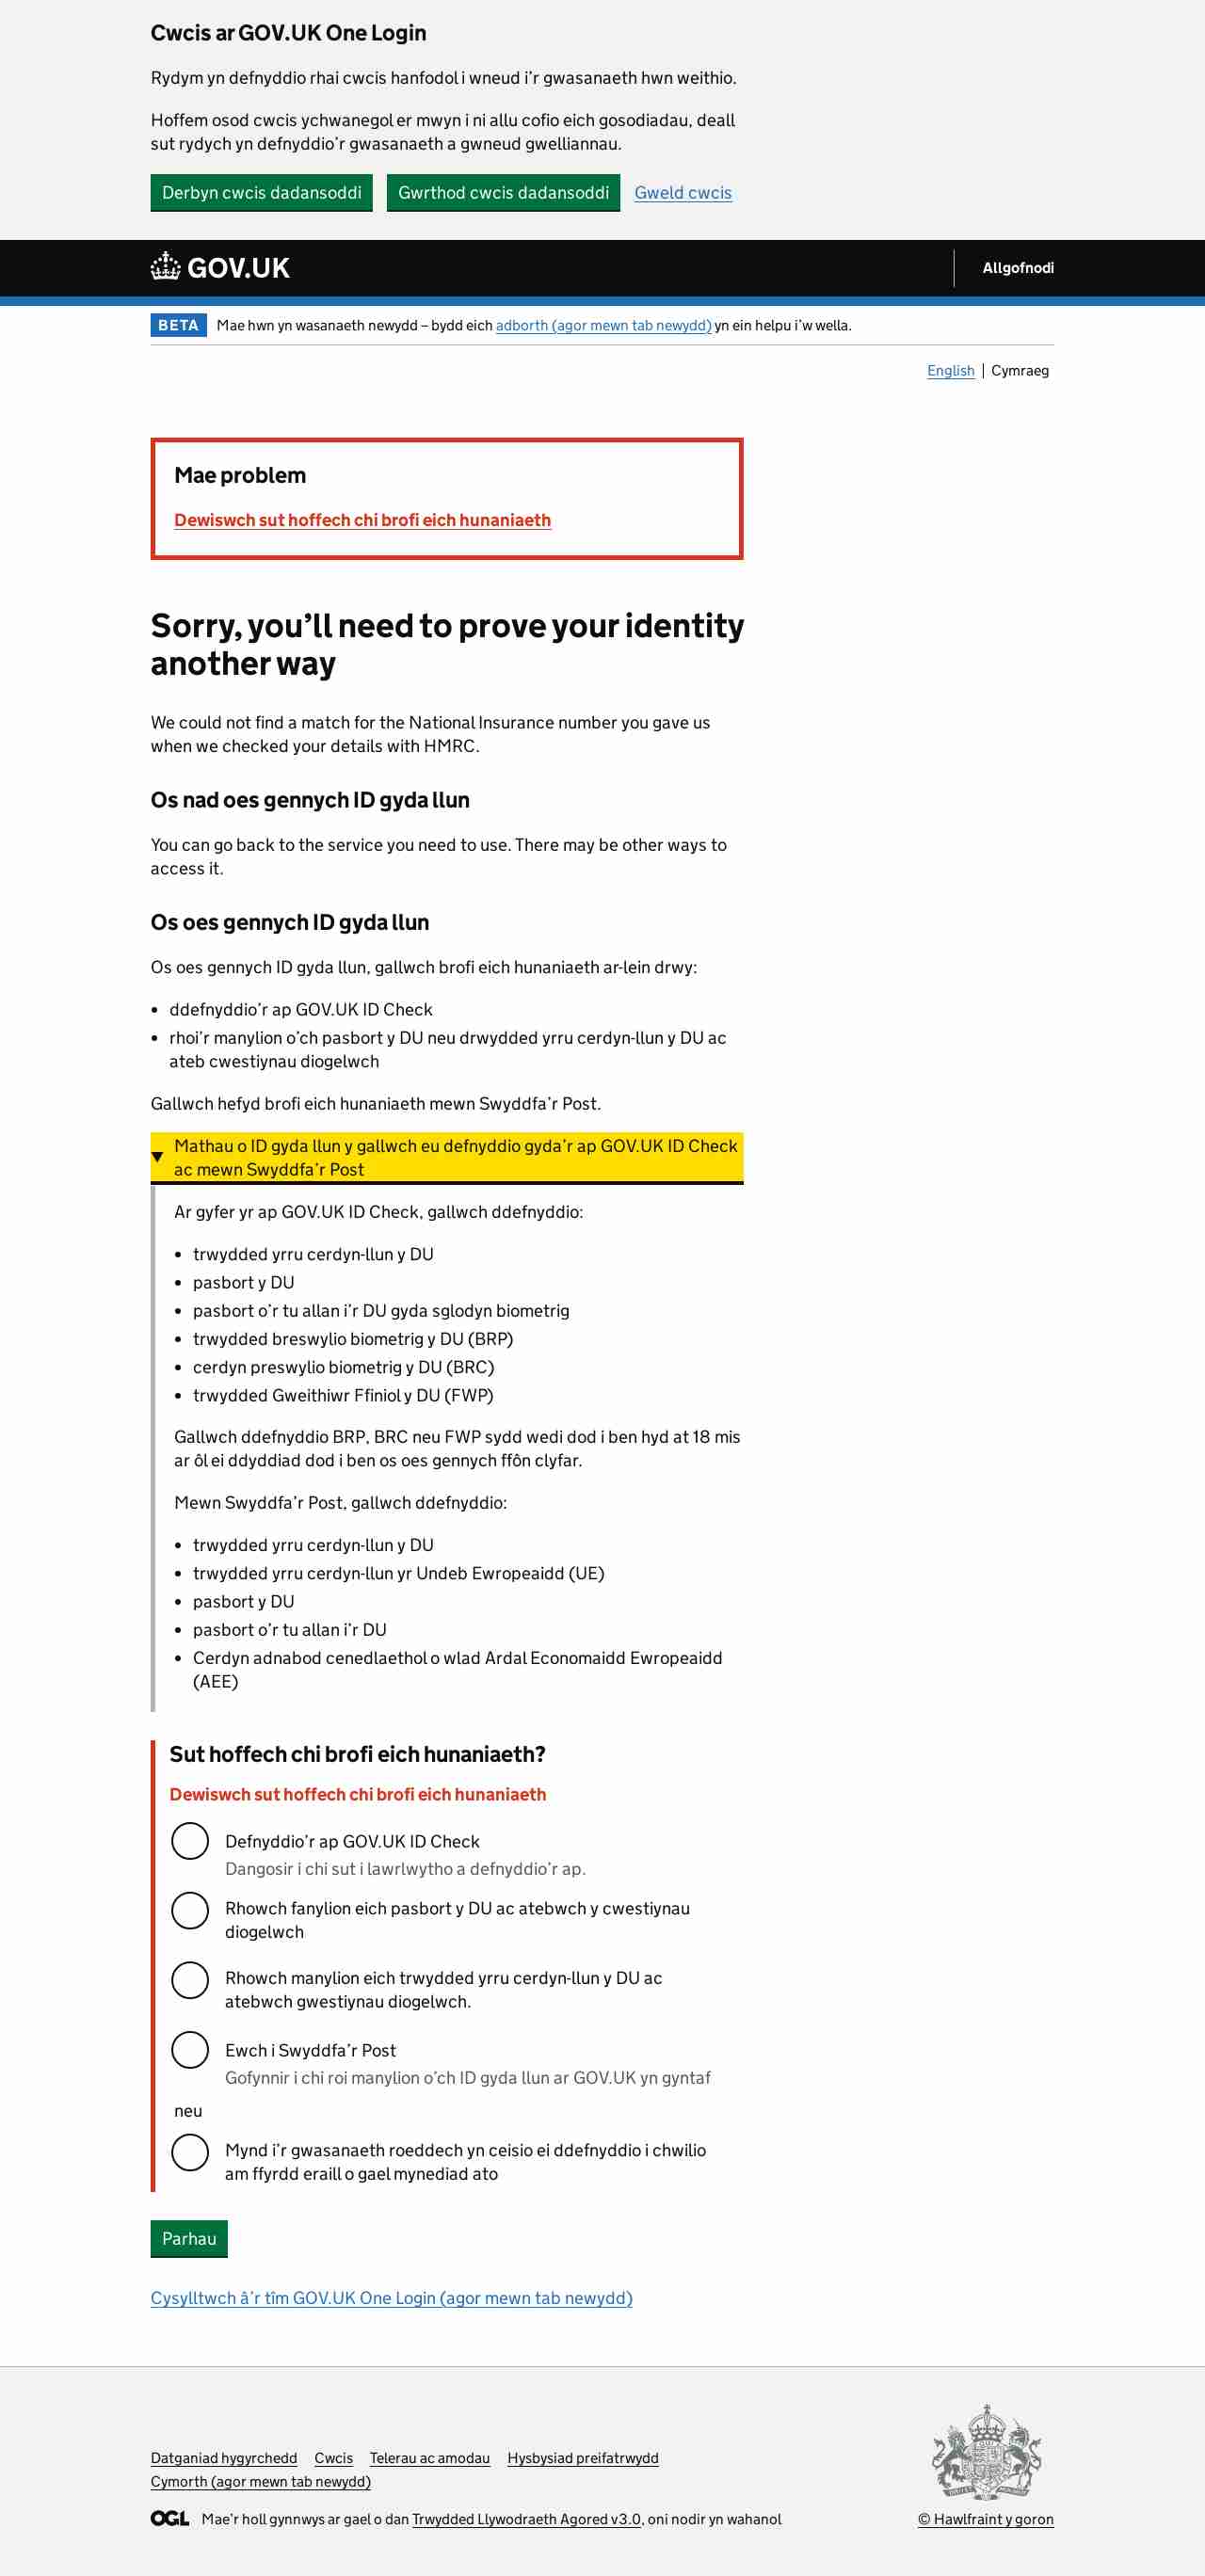 Cwcis ar GOV.UK One Login
Rydym yn defnyddio rhai cwcis hanfodol i wneud i’r gwasanaeth hwn weithio.
Hoffem osod cwcis ychwanegol er mwyn i ni allu cofio eich gosodiadau, deall
sut rydych yn defnyddio’r gwasanaeth a gwneud gwelliannau.
Derbyn cwcis dadansoddi Gwrthod cwcis dadansoddi Gweld cwcis
GOV.UK Allgofnodi
BETA Mae hwn yn wasanaeth newydd – bydd eich adborth (agor mewn tab newydd) yn ein helpu i’w wella.
English Cymraeg
Mae problem
Dewiswch sut hoffech chi brofi eich hunaniaeth
Sorry, you’ll need to prove your identity
another way
We could not find a match for the National Insurance number you gave us
when we checked your details with HMRC.
Os nad oes gennych ID gyda llun
You can go back to the service you need to use. There may be other ways to
access it.
Os oes gennych ID gyda llun
Os oes gennych ID gyda llun, gallwch brofi eich hunaniaeth ar-lein drwy:
• ddefnyddio’r ap GOV.UK ID Check
• rhoi’r manylion o’ch pasbort y DU neu drwydded yrru cerdyn-llun y DU ac
ateb cwestiynau diogelwch
Gallwch hefyd brofi eich hunaniaeth mewn Swyddfa’r Post.
Mathau o ID gyda llun y gallwch eu defnyddio gyda’r ap GOV.UK ID Check
ac mewn Swyddfa’r Post
Ar gyfer yr ap GOV.UK ID Check, gallwch ddefnyddio:
• trwydded yrru cerdyn-llun y DU
• pasbort y DU
• pasbort o’r tu allan i’r DU gyda sglodyn biometrig
• trwydded breswylio biometrig y DU (BRP)
• cerdyn preswylio biometrig y DU (BRC)
• trwydded Gweithiwr Ffiniol y DU (FWP)
Gallwch ddefnyddio BRP, BRC neu FWP sydd wedi dod i ben hyd at 18 mis
ar ôl ei ddyddiad dod i ben os oes gennych ffôn clyfar.
Mewn Swyddfa’r Post, gallwch ddefnyddio:
• trwydded yrru cerdyn-llun y DU
• trwydded yrru cerdyn-llun yr Undeb Ewropeaidd (UE)
• pasbort y DU
• pasbort o’r tu allan i’r DU
• Cerdyn adnabod cenedlaethol o wlad Ardal Economaidd Ewropeaidd
(AEE)
Sut hoffech chi brofi eich hunaniaeth?
Dewiswch sut hoffech chi brofi eich hunaniaeth
Defnyddio’r ap GOV.UK ID Check
Dangosir i chi sut i lawrlwytho a defnyddio’r ap.
Rhowch fanylion eich pasbort y DU ac atebwch y cwestiynau
diogelwch
Rhowch manylion eich trwydded yrru cerdyn-llun y DU ac
atebwch gwestiynau diogelwch.
Ewch i Swyddfa’r Post
Gofynnir i chi roi manylion o’ch ID gyda llun ar GOV.UK yn gyntaf
neu
Mynd i’r gwasanaeth roeddech yn ceisio ei ddefnyddio i chwilio
am ffyrdd eraill o gael mynediad ato
Parhau
Cysylltwch â’r tîm GOV.UK One Login (agor mewn tab newydd)
Datganiad hygyrchedd Cwcis Telerau ac amodau Hysbysiad preifatrwydd
Cymorth (agor mewn tab newydd)
OGL Mae’r holl gynnwys ar gael o dan Trwydded Llywodraeth Agored v3.0, oni nodir yn wahanol
© Hawlfraint y goron